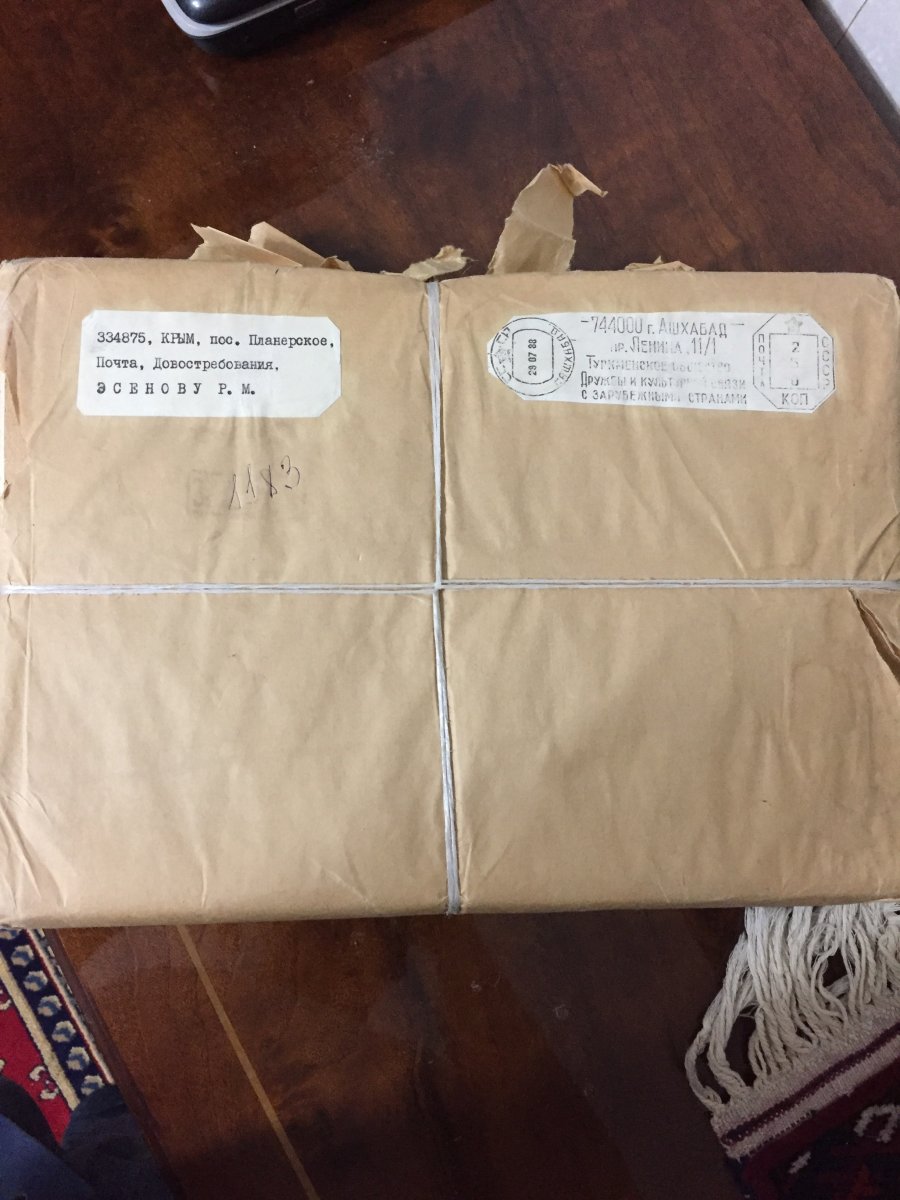 334875, КРЫМ, пос. Планерское,
Почта, Довостребования,
ЭСЕНОВУ Р. М.
1183
744000 г. АШХАБАД
пр. ЛЕНИНА, 11/1
ТУРКМЕНСКОЕ ОБЩЕСТВО
ДРУЖБЫ И КУЛЬТУРНОЙ СВЯЗИ
С ЗАРУБЕЖНЫМИ СТРАНАМИ
29 07 88
ПОЧТА
СССР
КОП